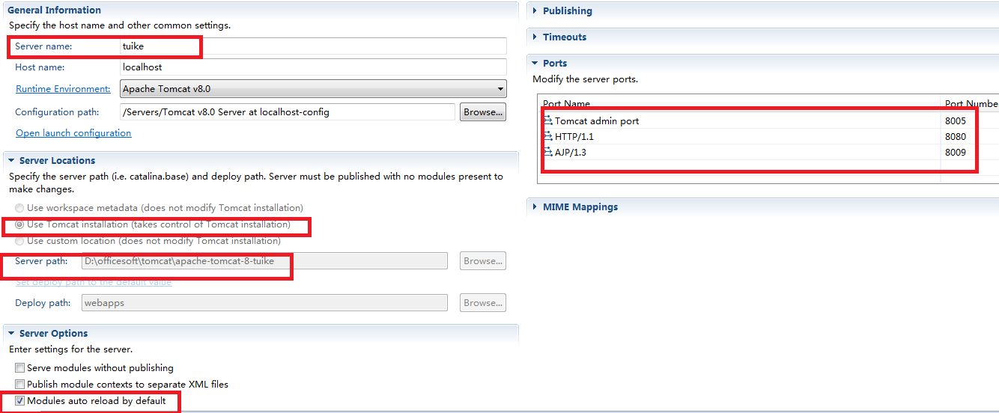 General Information
Specify the host name and other common settings.
Server name: tuike
Host name: localhost
Runtime Environment: Apache Tomcat v8.0
Configuration path: /Servers/Tomcat v8.0 Server at localhost-config Browse...
Open launch configuration
Server Locations
Specify the server path (i.e. catalina.base) and deploy path. Server must be published with no modules present to
make changes.
Use workspace metadata (does not modify Tomcat installation)
Use Tomcat installation (takes control of Tomcat installation)
Use custom location (does not modify Tomcat installation)
Server path: D:\officesoft\tomcat\apache-tomcat-8-tuike Browse...
Set deploy path to the default value
Deploy path: webapps Browse...
Server Options
Enter settings for the server.
Serve modules without publishing
Publish module contexts to separate XML files
Modules auto reload by default
Publishing
Timeouts
Ports
Modify the server ports.
Port Name Port Numbe
Tomcat admin port 8005
HTTP/1.1 8080
AJP/1.3 8009
MIME Mappings